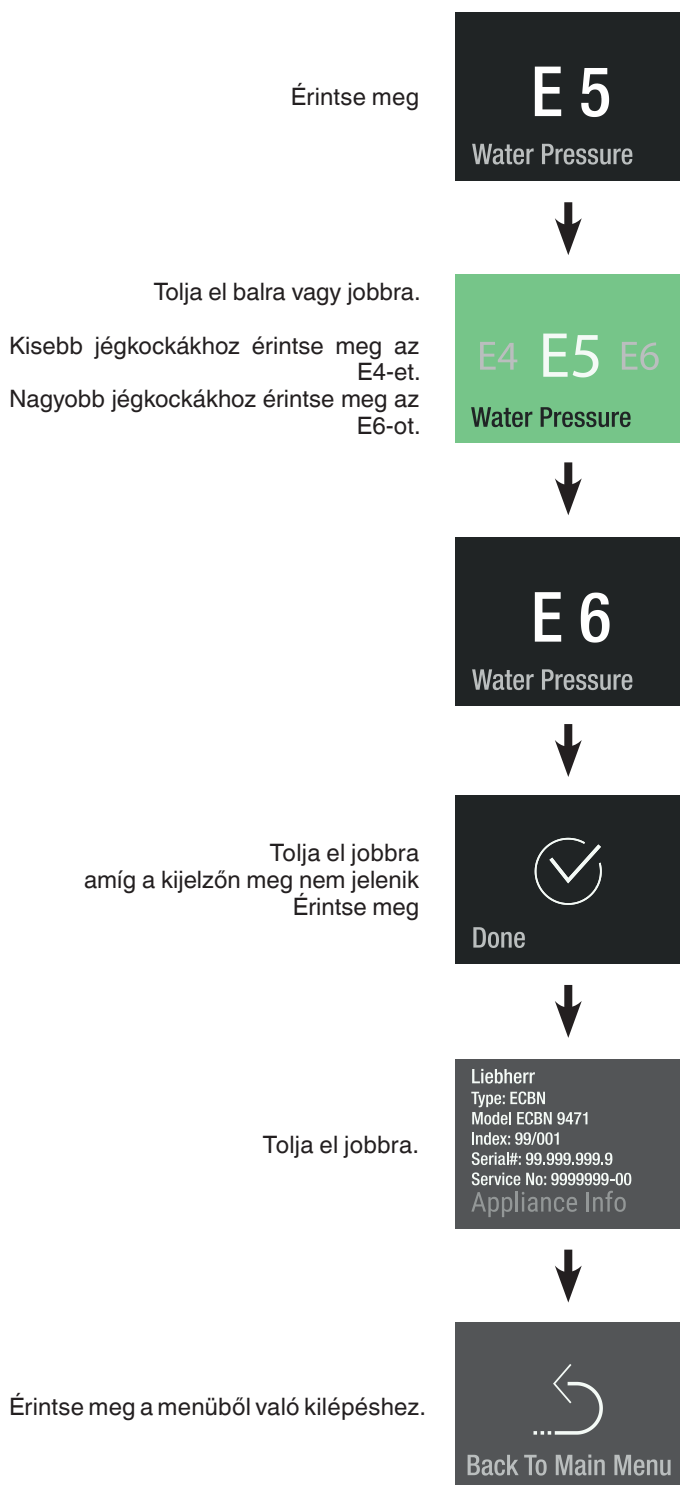 Érintse meg
E 5
Water Pressure
Tolja el balra vagy jobbra.
Kisebb jégkockákhoz érintse meg az
E4-et.
Nagyobb jégkockákhoz érintse meg az
E6-ot.
E4 E5 E6
Water Pressure
E 6
Water Pressure
Tolja el jobbra
amíg a kijelzőn meg nem jelenik
Érintse meg
Done
Tolja el jobbra.
Liebherr
Type: ECBN
Model ECBN 9471
Index: 99/001
Serial#: 99.999.999.9
Service No: 9999999-00
Appliance Info
Érintse meg a menüből való kilépéshez.
Back To Main Menu